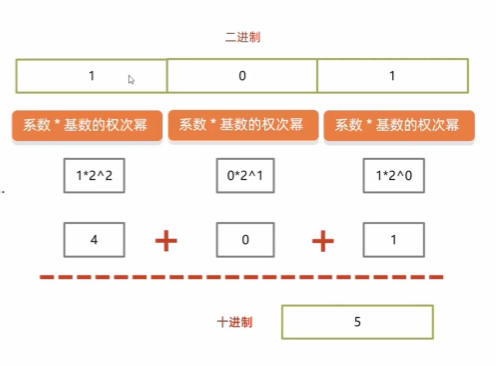 二进制
1 0 1
系数 * 基数的权次幂 系数 * 基数的权次幂 系数 * 基数的权次幂
1*2^2 0*2^1 1*2^0
4 + 0 + 1
十进制 5